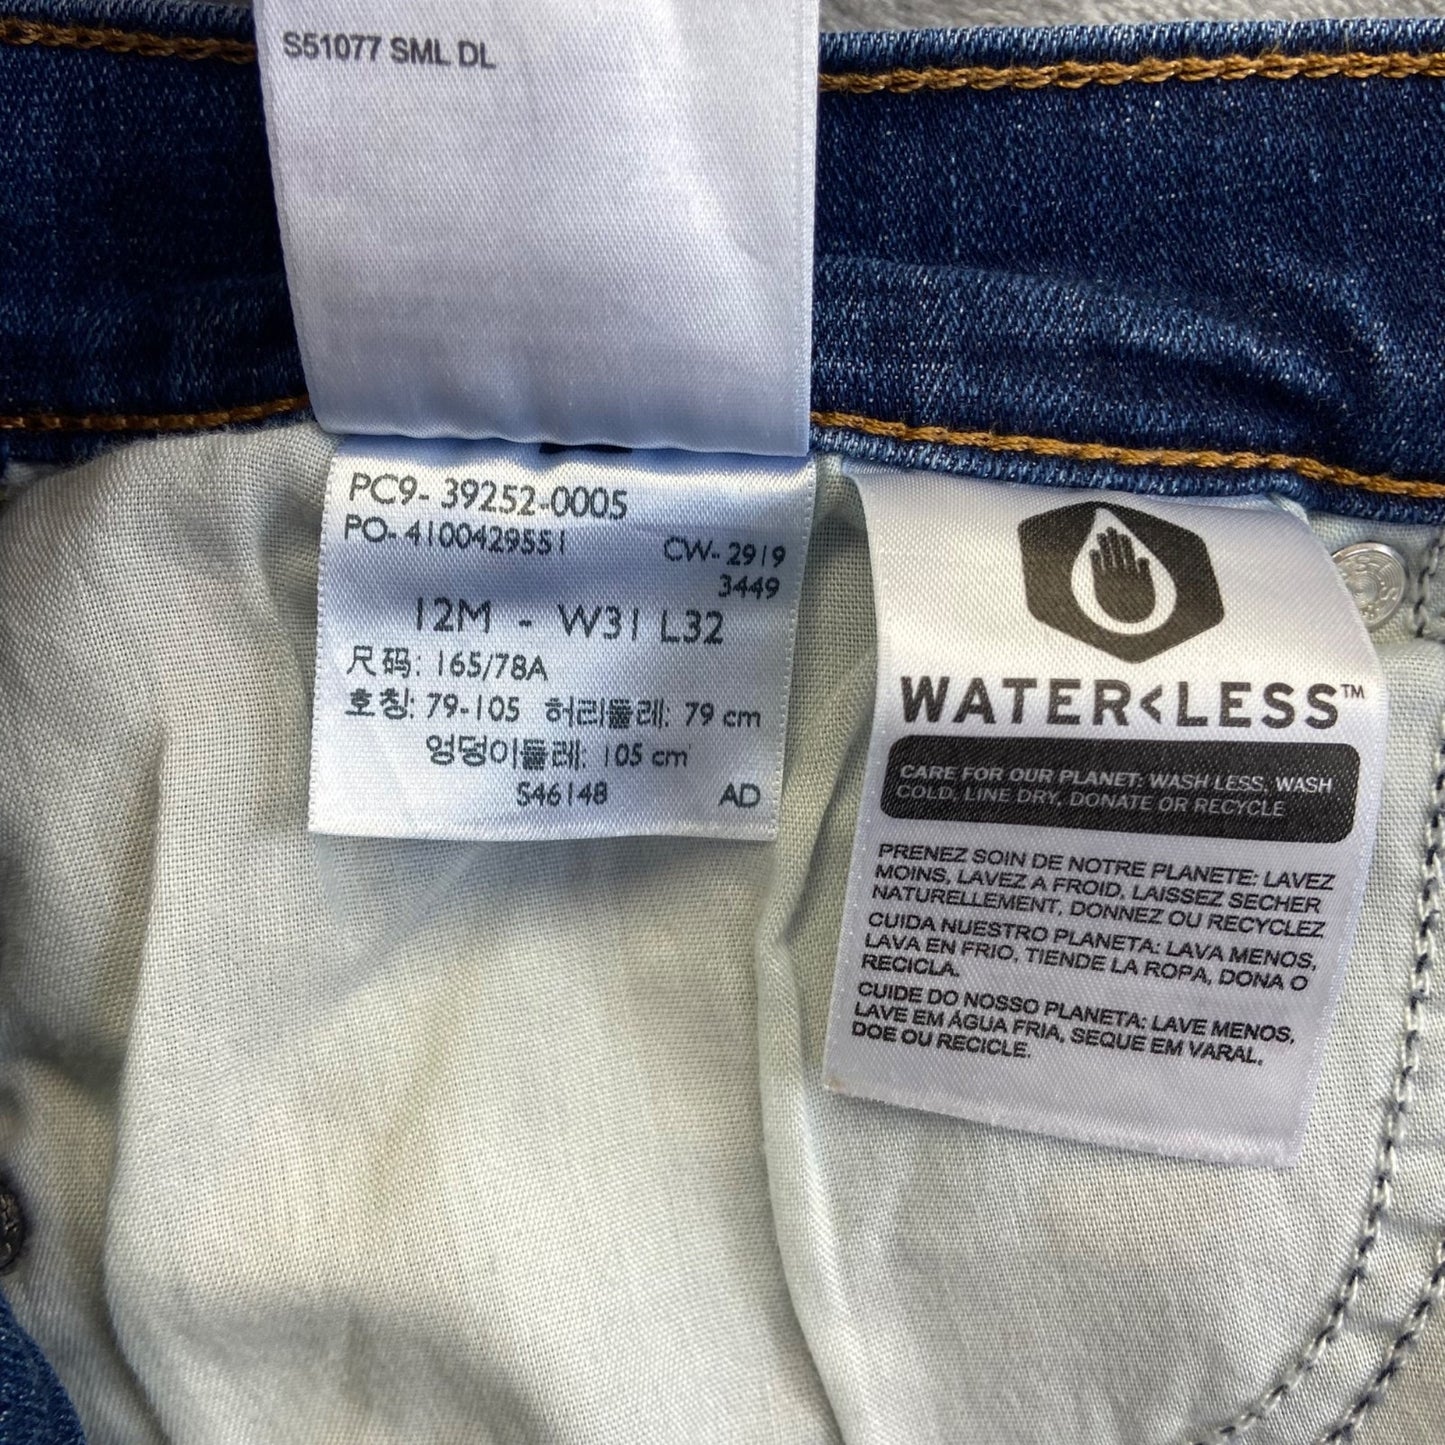 S51077 SML DL
PC9- 39252-0005
PO-4100429551
CW-2919
3449
12M - W31 L32
尺码: 165/78A
호칭: 79-105 허리둘레: 79 cm
엉덩이둘레: 105 cm
S46148 AD
WATER<LESS™
CARE FOR OUR PLANET: WASH LESS, WASH
COLD, LINE DRY, DONATE OR RECYCLE
PRENEZ SOIN DE NOTRE PLANETE: LAVEZ
MOINS, LAVEZ A FROID, LAISSEZ SECHER
NATURELLEMENT, DONNEZ OU RECYCLEZ
CUIDA NUESTRO PLANETA: LAVA MENOS,
LAVA EN FRIO, TIENDE LA ROPA, DONA O
RECICLA.
CUIDE DO NOSSO PLANETA: LAVE MENOS,
LAVE EM ÁGUA FRIA, SEQUE EM VARAL,
DOE OU RECICLE.